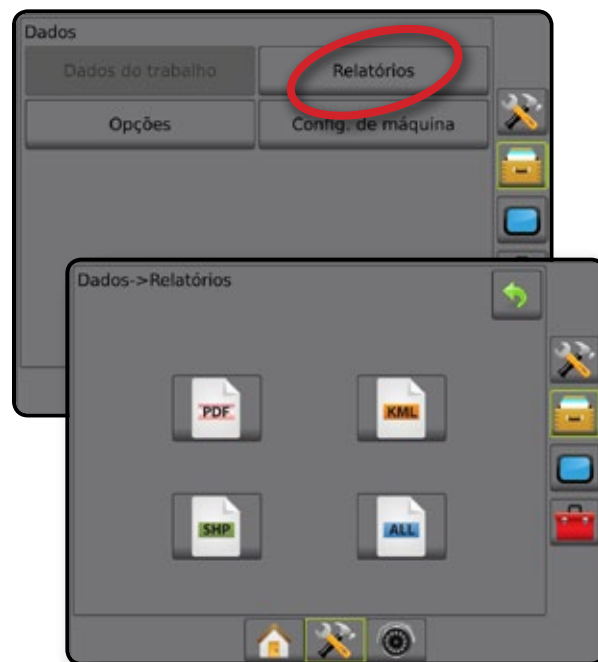 Dados
Dados do trabalho
Relatórios
Opções
Config. de máquina
Dados->Relatórios
PDF
KML
SHP
ALL